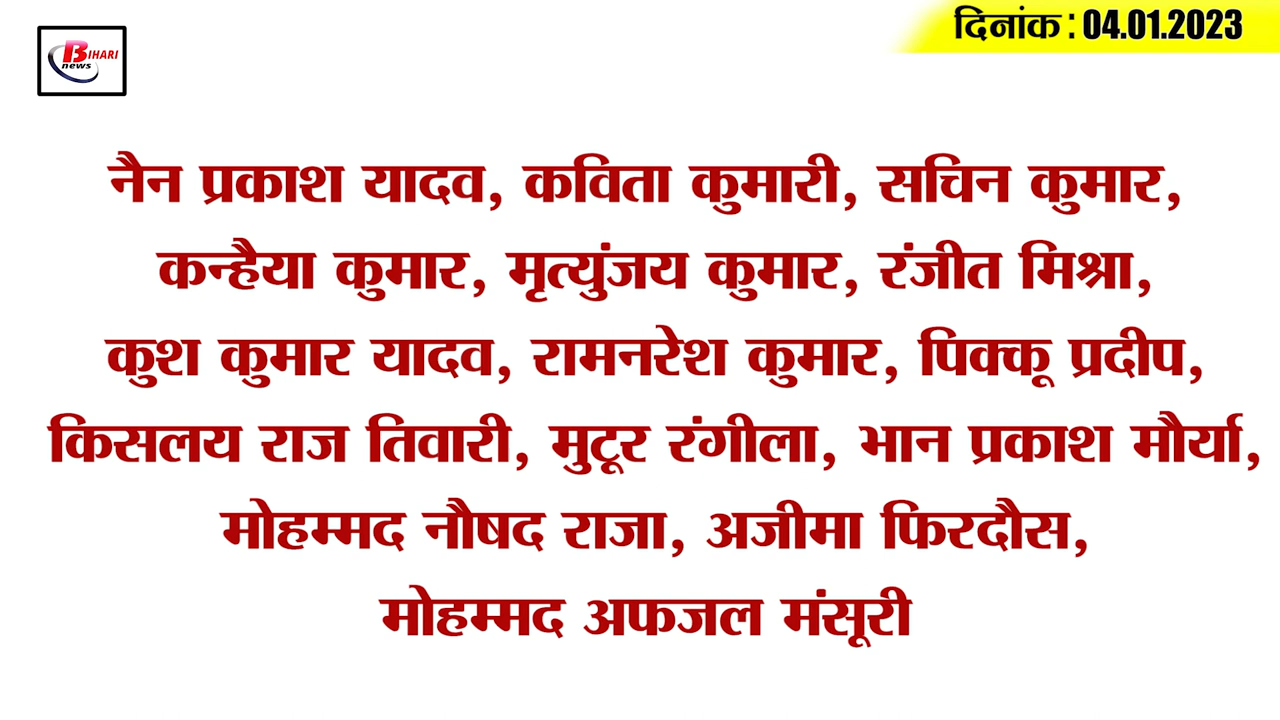 BIHARI
news
दिनांक : 04.01.2023
नैन प्रकाश यादव, कविता कुमारी, सचिन कुमार,
कन्हैया कुमार, मृत्युंजय कुमार, रंजीत मिश्रा,
कुश कुमार यादव, रामनरेश कुमार, पिक्कू प्रदीप,
किसलय राज तिवारी, मुटूर रंगीला, भान प्रकाश मौर्या,
मोहम्मद नौषद राजा, अजीमा फिरदौस,
मोहम्मद अफजल मंसूरी